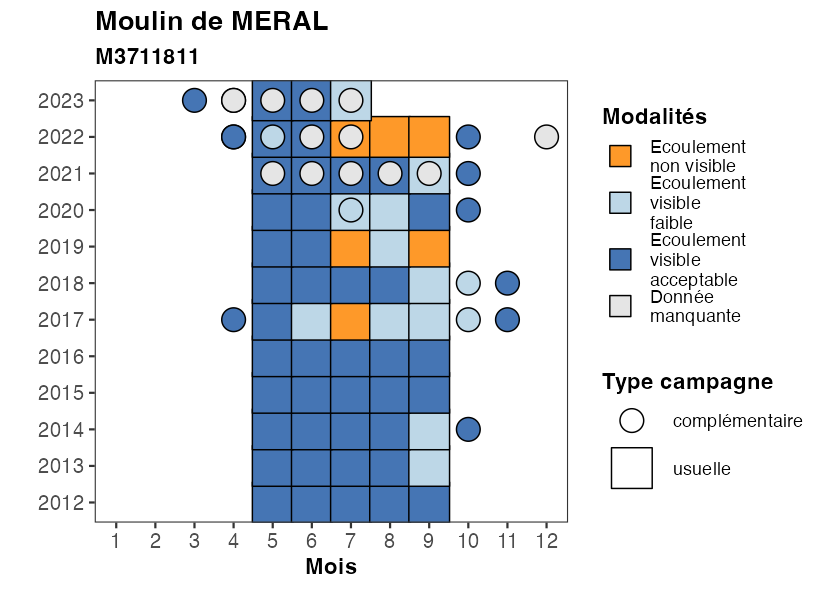 Moulin de MERAL
M3711811
2023
2022
2021
2020
2019
2018
2017
2016
2015
2014
2013
2012
1 2 3 4 5 6 7 8 9 10 11 12
Mois
Modalités
Ecoulement
non visible
Ecoulement
visible
faible
Ecoulement
visible
acceptable
Donnée
manquante
Type campagne
complémentaire
usuelle